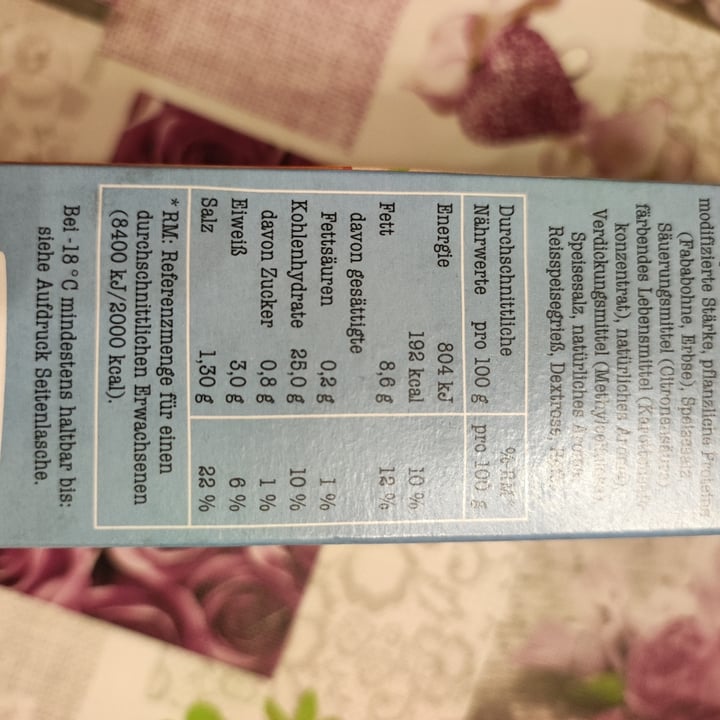 modifizierte Stärke, pflanzliche Proteine
(Fababohne, Erbse), Speisesalz,
Säuerungsmittel (Citronensäure),
färbendes Lebensmittel
konzentrat), natürliches Aroma,
Verdickungsmittel
Speisesalz, natürliches Aroma,
Reisspeisegrieß, Dextrose,
Durchschnittliche %RM*
Nährwerte pro 100 g pro 100 g
Energie 804 kJ
192 kcal 10 %
Fett 8,6 g 12 %
davon gesättigte
Fettsäuren 0,2 g 1 %
Kohlenhydrate 25,0 g 10 %
davon Zucker 0,8 g 1 %
Eiweiß 3,0 g 6 %
Salz 1,30 g 22 %
* RM: Referenzmenge für einen
durchschnittlichen Erwachsenen
(8400 kJ/2000 kcal).
Bei -18 °C mindestens haltbar bis:
siehe Aufdruck Seitenlasche.